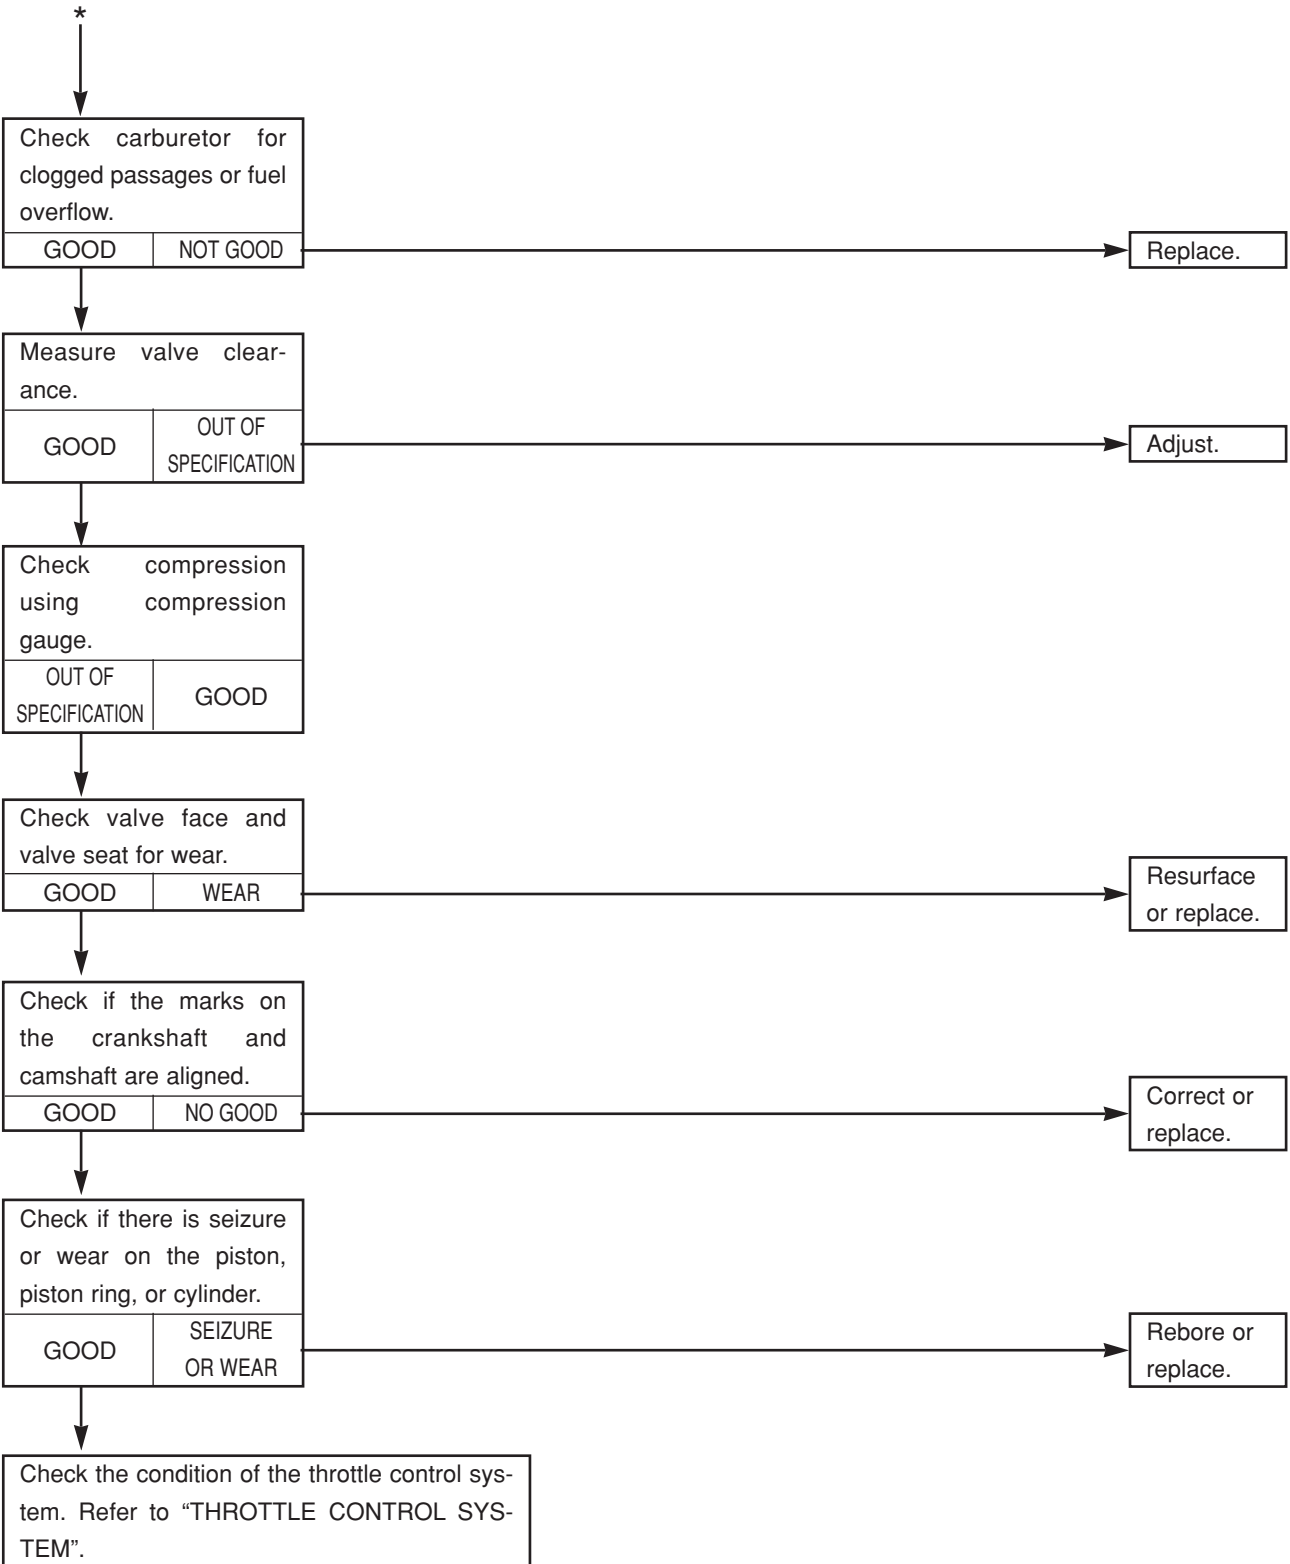 *
Check carburetor for
clogged passages or fuel
overflow.
GOOD NOT GOOD
Replace.
Measure valve clear-
ance.
GOOD
OUT OF
SPECIFICATION
Adjust.
Check compression
using compression
gauge.
OUT OF
SPECIFICATION
GOOD
Check valve face and
valve seat for wear.
GOOD WEAR
Resurface
or replace.
Check if the marks on
the crankshaft and
camshaft are aligned.
GOOD NO GOOD
Correct or
replace.
Check if there is seizure
or wear on the piston,
piston ring, or cylinder.
GOOD
SEIZURE
OR WEAR
Rebore or
replace.
Check the condition of the throttle control sys-
tem. Refer to “THROTTLE CONTROL SYS-
TEM”.